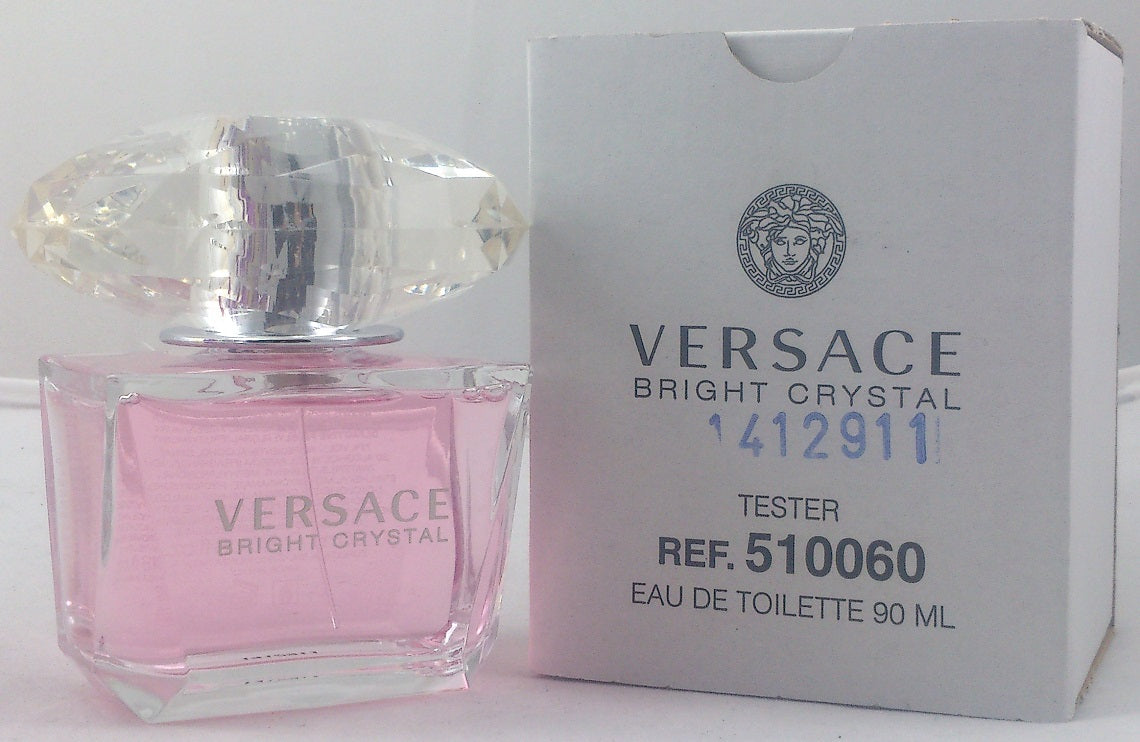 VERSACE
BRIGHT CRYSTAL
VERSACE
BRIGHT CRYSTAL
1412911
TESTER
REF. 510060
EAU DE TOILETTE 90 ML